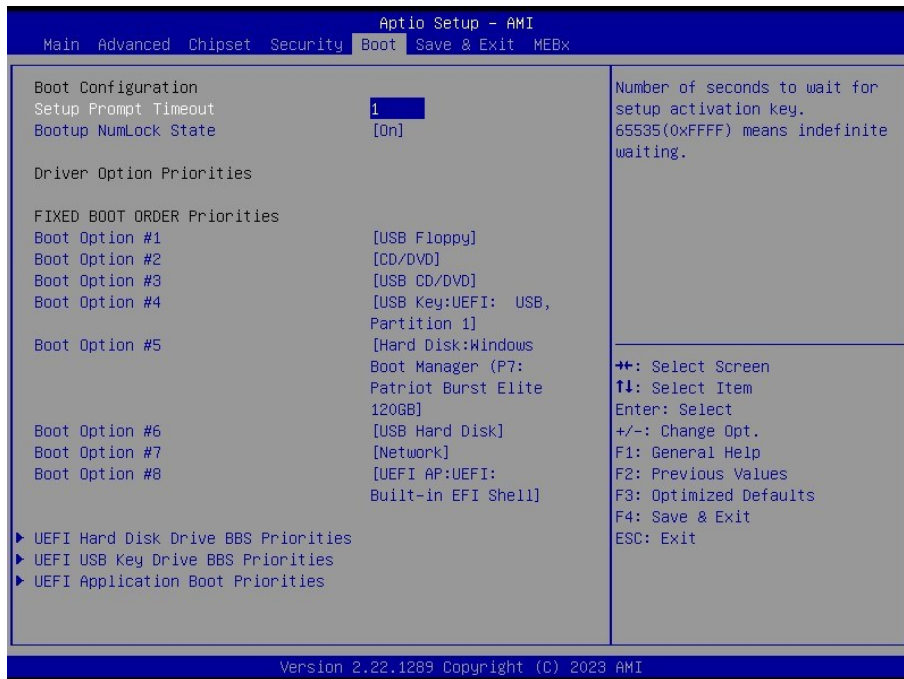 Aptio Setup – AMI
Main Advanced Chipset Security Boot Save & Exit MEBx
Boot Configuration
Setup Prompt Timeout 1
Bootup NumLock State [On]
Driver Option Priorities
FIXED BOOT ORDER Priorities
Boot Option #1 [USB Floppy]
Boot Option #2 [CD/DVD]
Boot Option #3 [USB CD/DVD]
Boot Option #4 [USB Key:UEFI: USB,
Partition 1]
Boot Option #5 [Hard Disk:Windows
Boot Manager (P7:
Patriot Burst Elite
120GB]
Boot Option #6 [USB Hard Disk]
Boot Option #7 [Network]
Boot Option #8 [UEFI AP:UEFI:
Built-in EFI Shell]
▶ UEFI Hard Disk Drive BBS Priorities
▶ UEFI USB Key Drive BBS Priorities
▶ UEFI Application Boot Priorities
Number of seconds to wait for
setup activation key.
65535(0xFFFF) means indefinite
waiting.
→←: Select Screen
↑↓: Select Item
Enter: Select
+/-: Change Opt.
F1: General Help
F2: Previous Values
F3: Optimized Defaults
F4: Save & Exit
ESC: Exit
Version 2.22.1289 Copyright (C) 2023 AMI